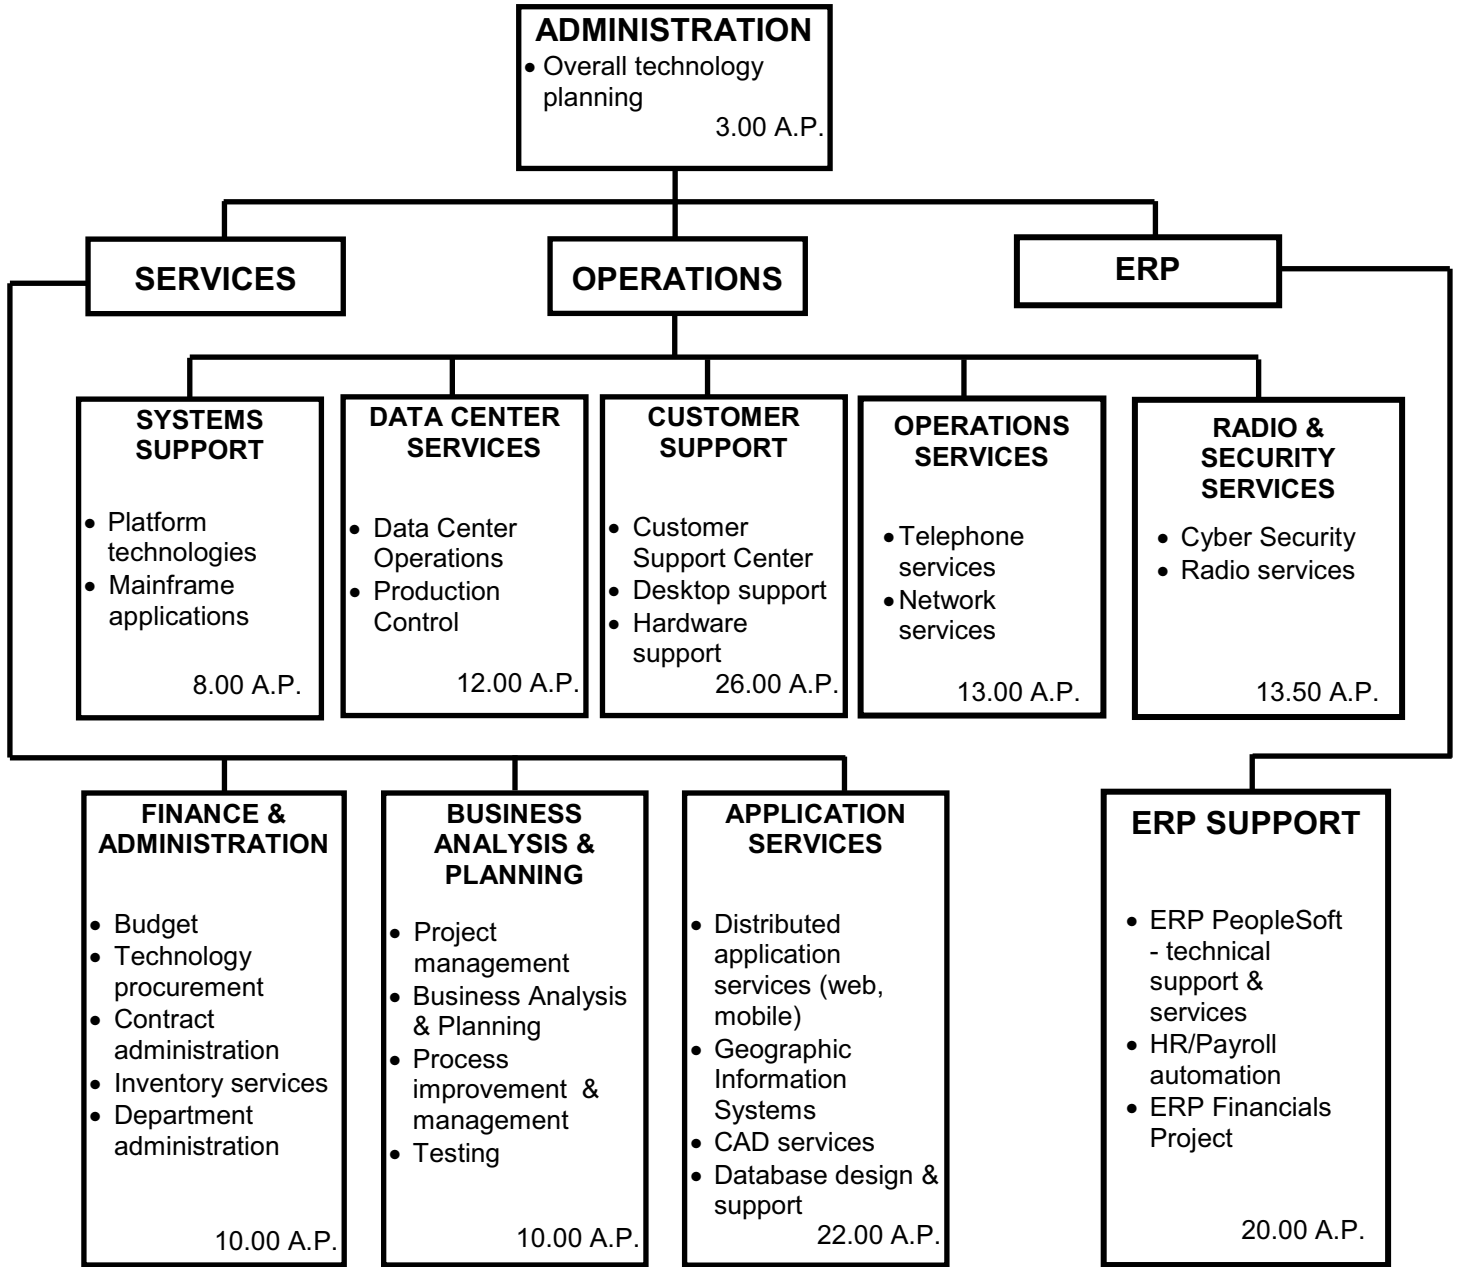 ADMINISTRATION
• Overall technology
planning
3.00 A.P.
SERVICES
OPERATIONS
ERP
SYSTEMS
SUPPORT
• Platform
technologies
• Mainframe
applications
8.00 A.P.
DATA CENTER
SERVICES
• Data Center
Operations
• Production
Control
12.00 A.P.
CUSTOMER
SUPPORT
• Customer
Support Center
• Desktop support
• Hardware
support
26.00 A.P.
OPERATIONS
SERVICES
• Telephone
services
• Network
services
13.00 A.P.
RADIO &
SECURITY
SERVICES
• Cyber Security
• Radio services
13.50 A.P.
FINANCE &
ADMINISTRATION
• Budget
• Technology
procurement
• Contract
administration
• Inventory services
• Department
administration
10.00 A.P.
BUSINESS
ANALYSIS &
PLANNING
• Project
management
• Business Analysis
& Planning
• Process
improvement &
management
• Testing
10.00 A.P.
APPLICATION
SERVICES
• Distributed
application
services (web,
mobile)
• Geographic
Information
Systems
• CAD services
• Database design &
support
22.00 A.P.
ERP SUPPORT
• ERP PeopleSoft
- technical
support &
services
• HR/Payroll
automation
• ERP Financials
Project
20.00 A.P.